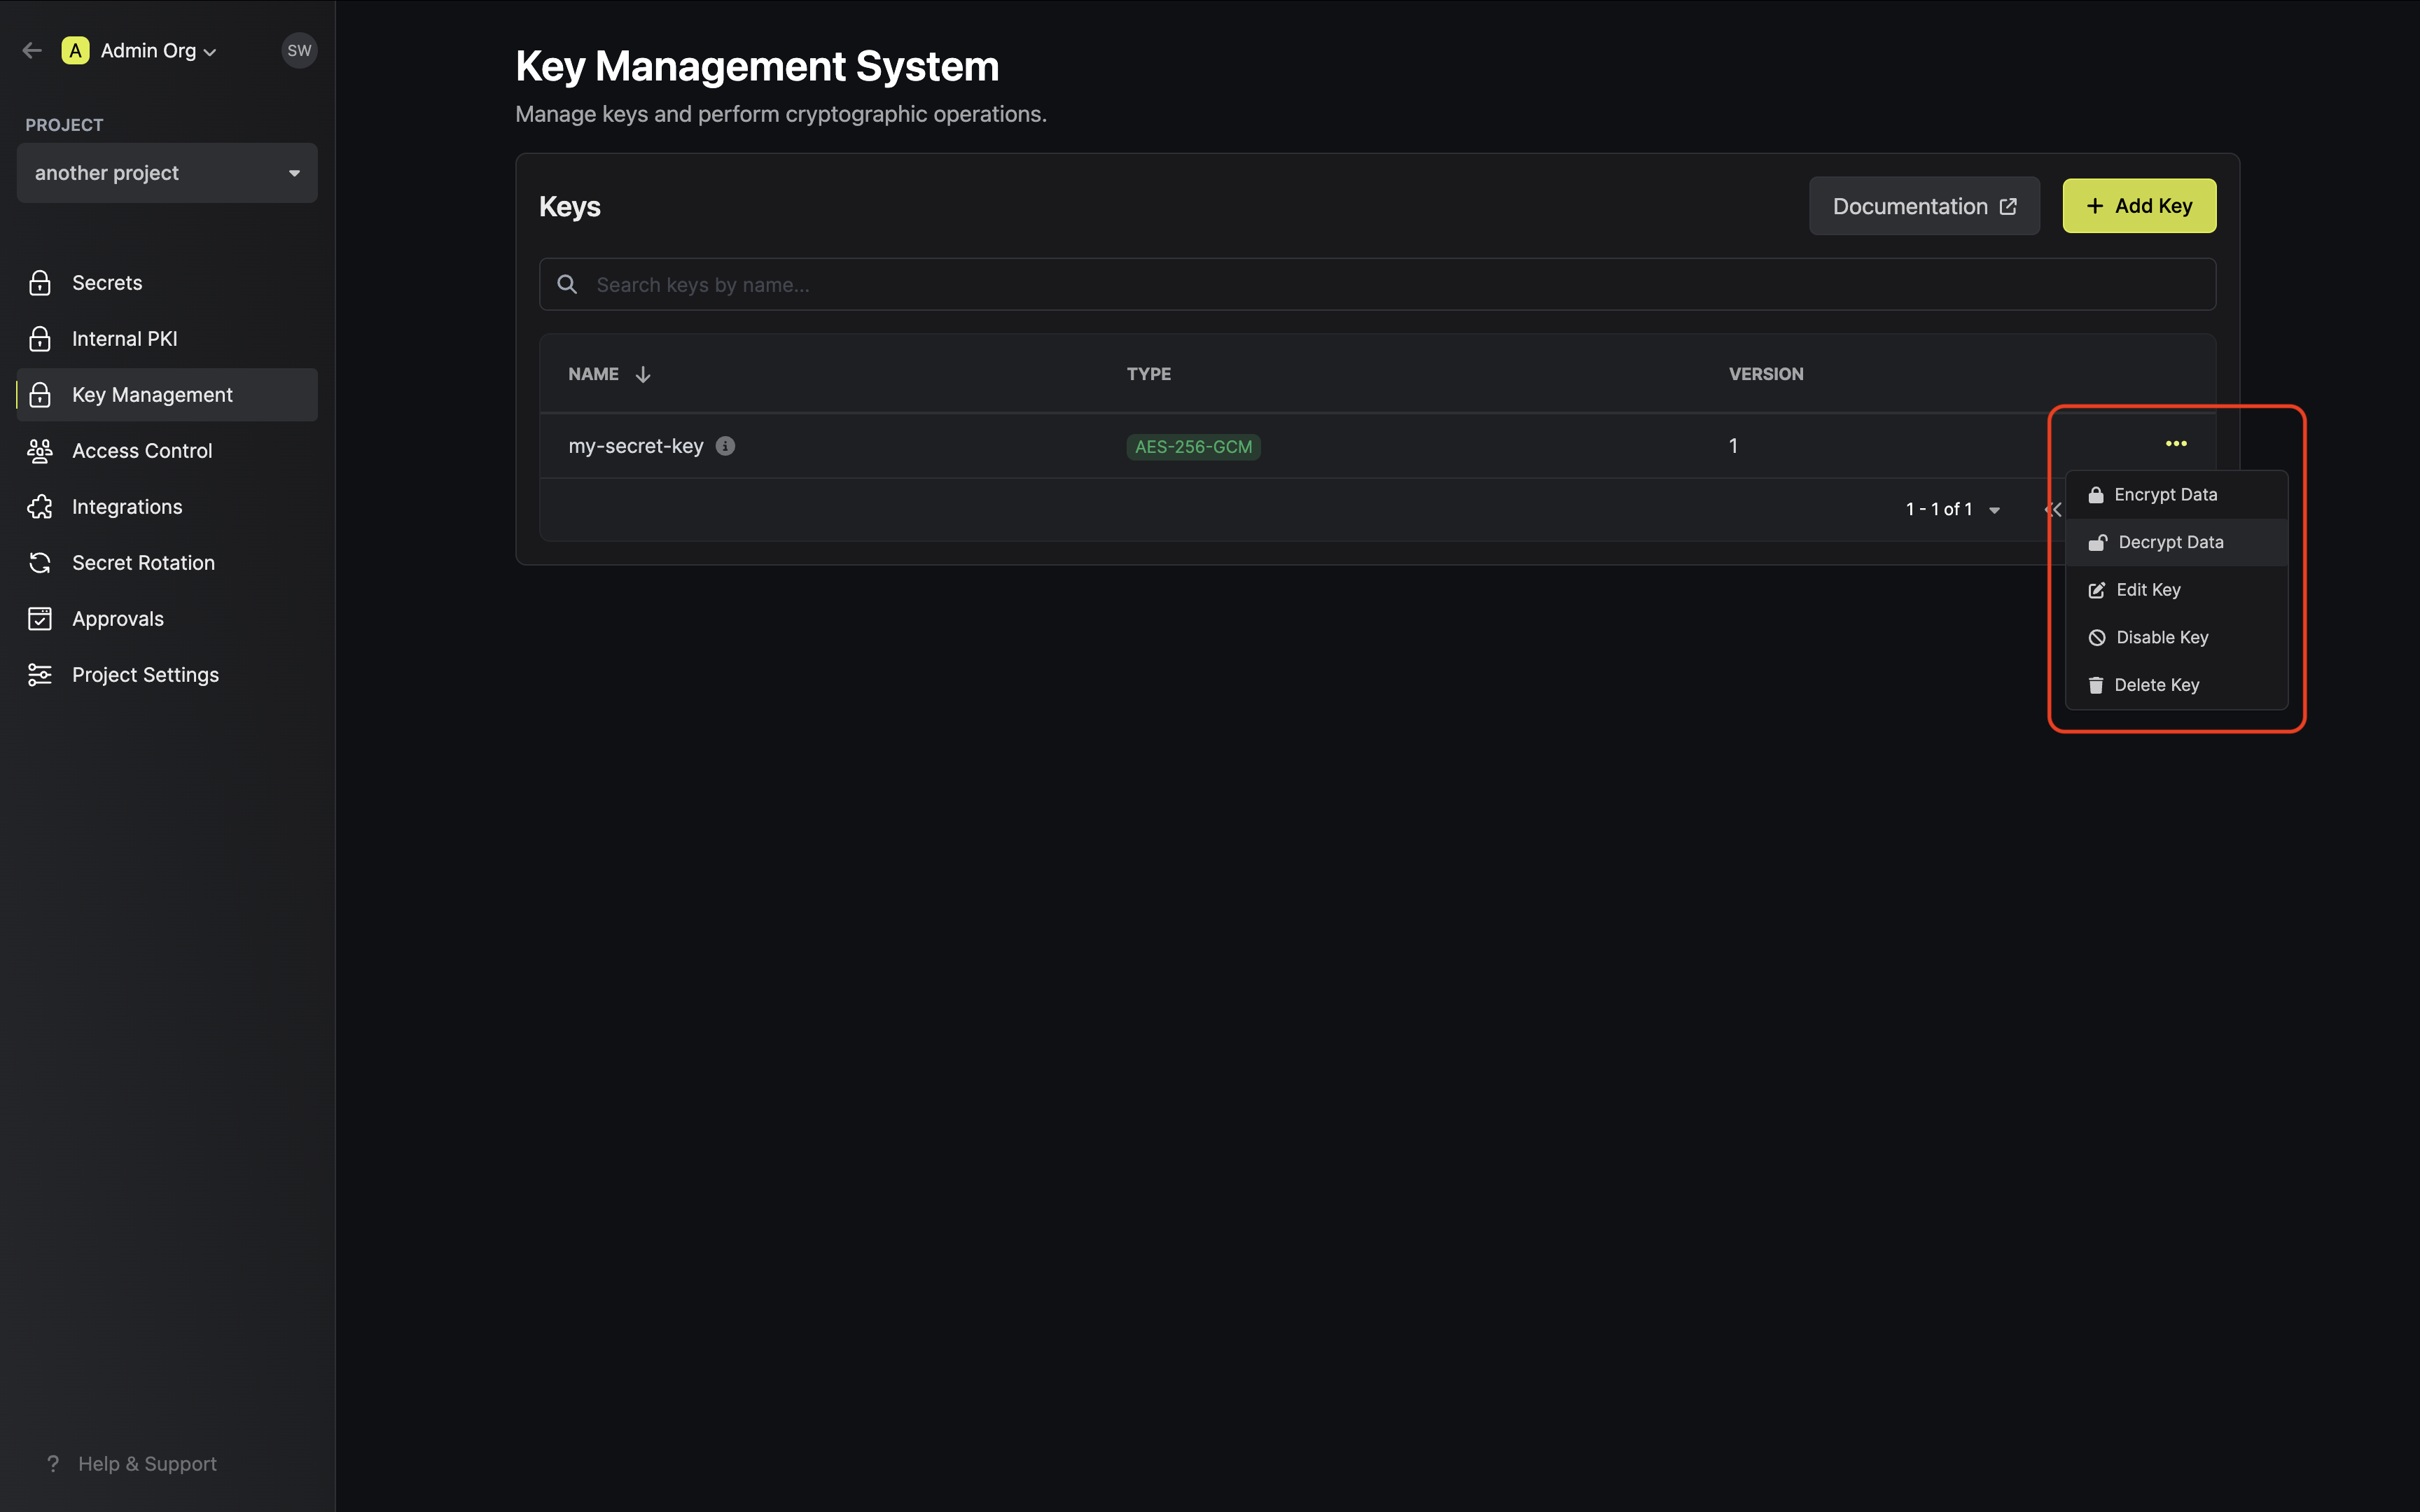 A Admin Org
SW
PROJECT
another project
Secrets
Internal PKI
Key Management
Access Control
Integrations
Secret Rotation
Approvals
Project Settings
? Help & Support
Key Management System
Manage keys and perform cryptographic operations.
Keys
Documentation
+ Add Key
Search keys by name...
NAME TYPE VERSION
my-secret-key AES-256-GCM 1
1 - 1 of 1
Encrypt Data
Decrypt Data
Edit Key
Disable Key
Delete Key